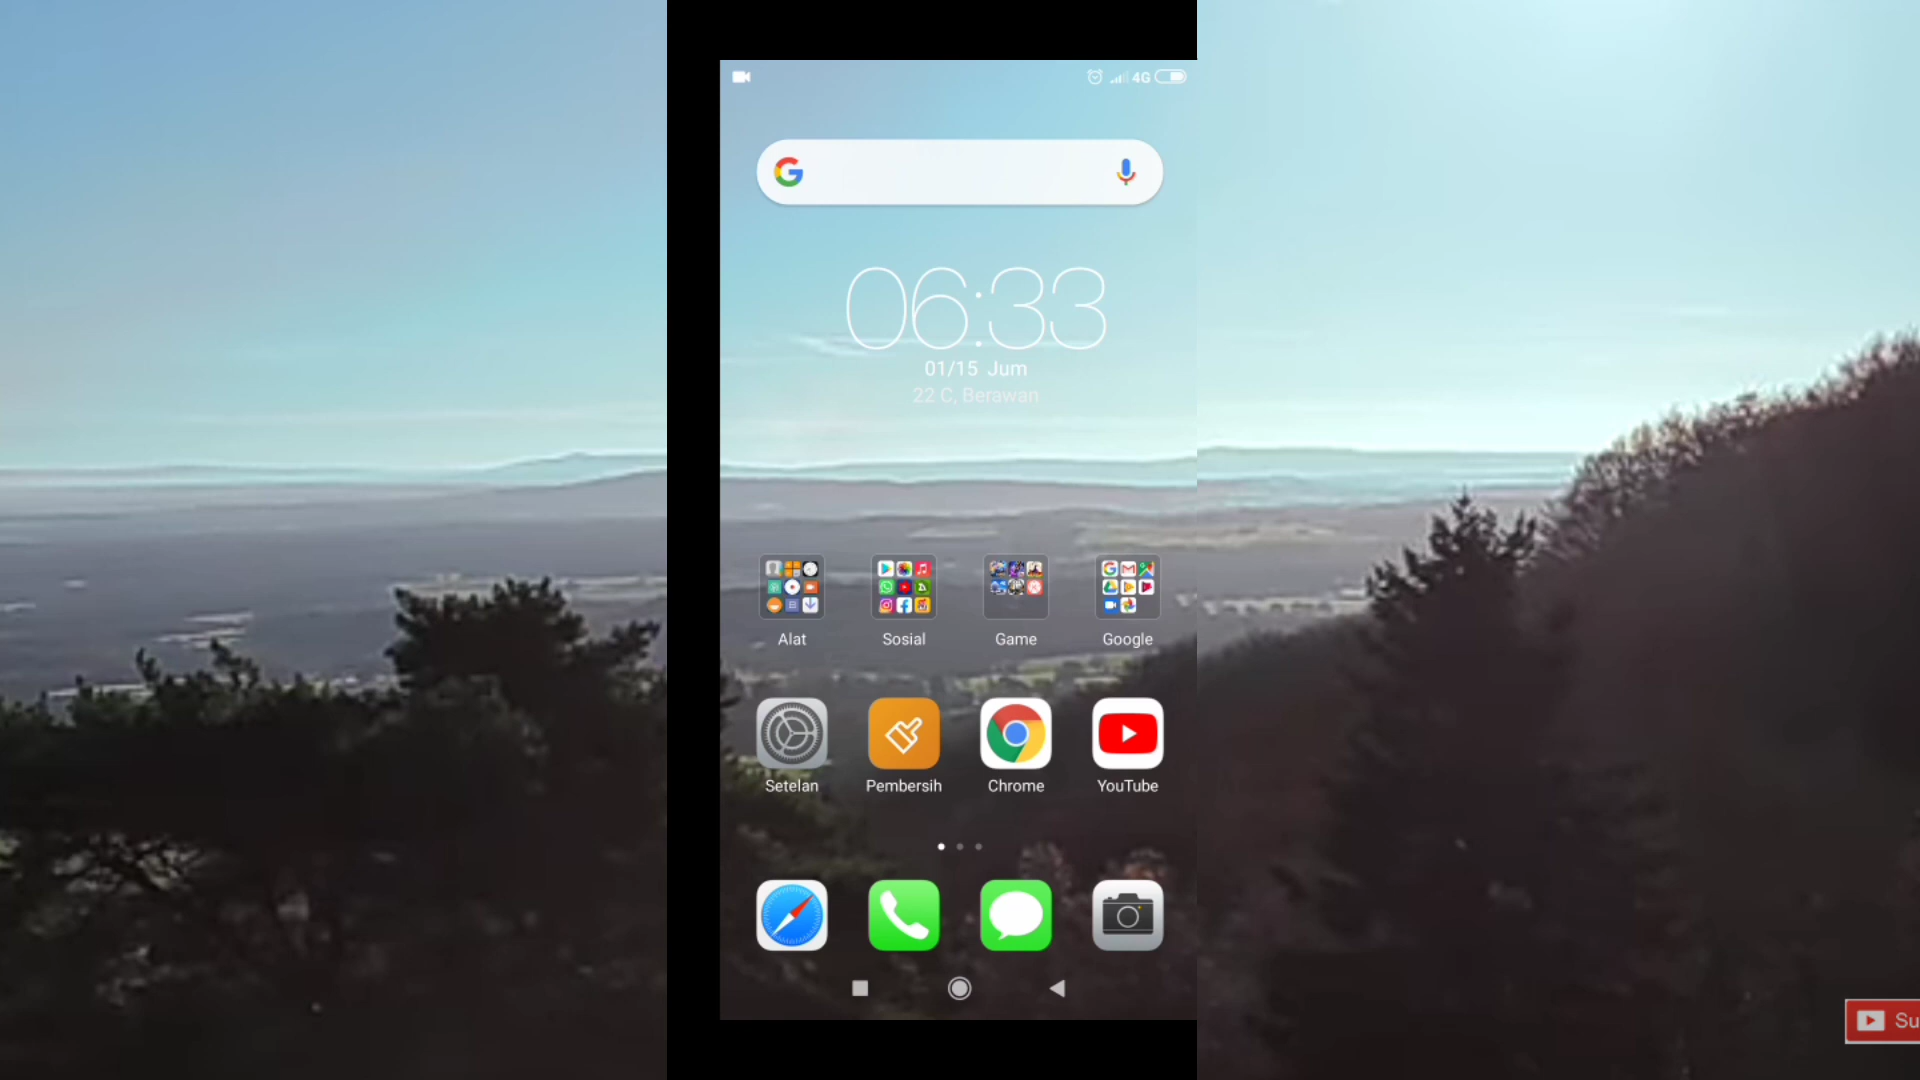 4G
06:33
01/15 Jum
22 C, Berawan
Alat
Sosial
Game
Google
Setelan
Pembersih
Chrome
YouTube
Su